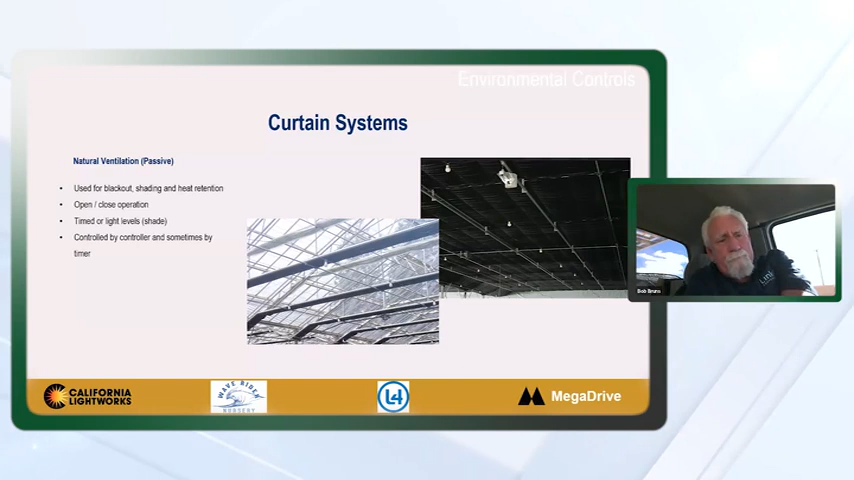 Environmental Controls
Curtain Systems
Natural Ventilation (Passive)
• Used for blackout, shading and heat retention
• Open / close operation
• Timed or light levels (shade)
• Controlled by controller and sometimes by
timer
Bob Bruns
CALIFORNIA
LIGHTWORKS
WAVE RIDER
NURSERY
L4
MegaDrive